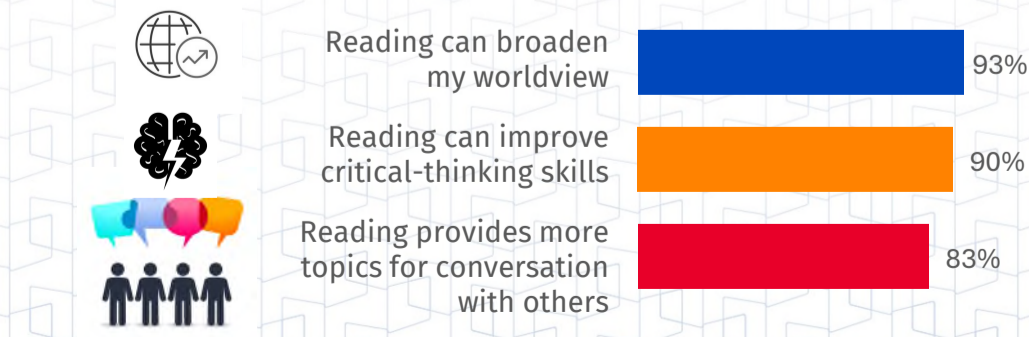 Reading can broaden
my worldview
93%
Reading can improve
critical-thinking skills
90%
Reading provides more
topics for conversation
with others
83%